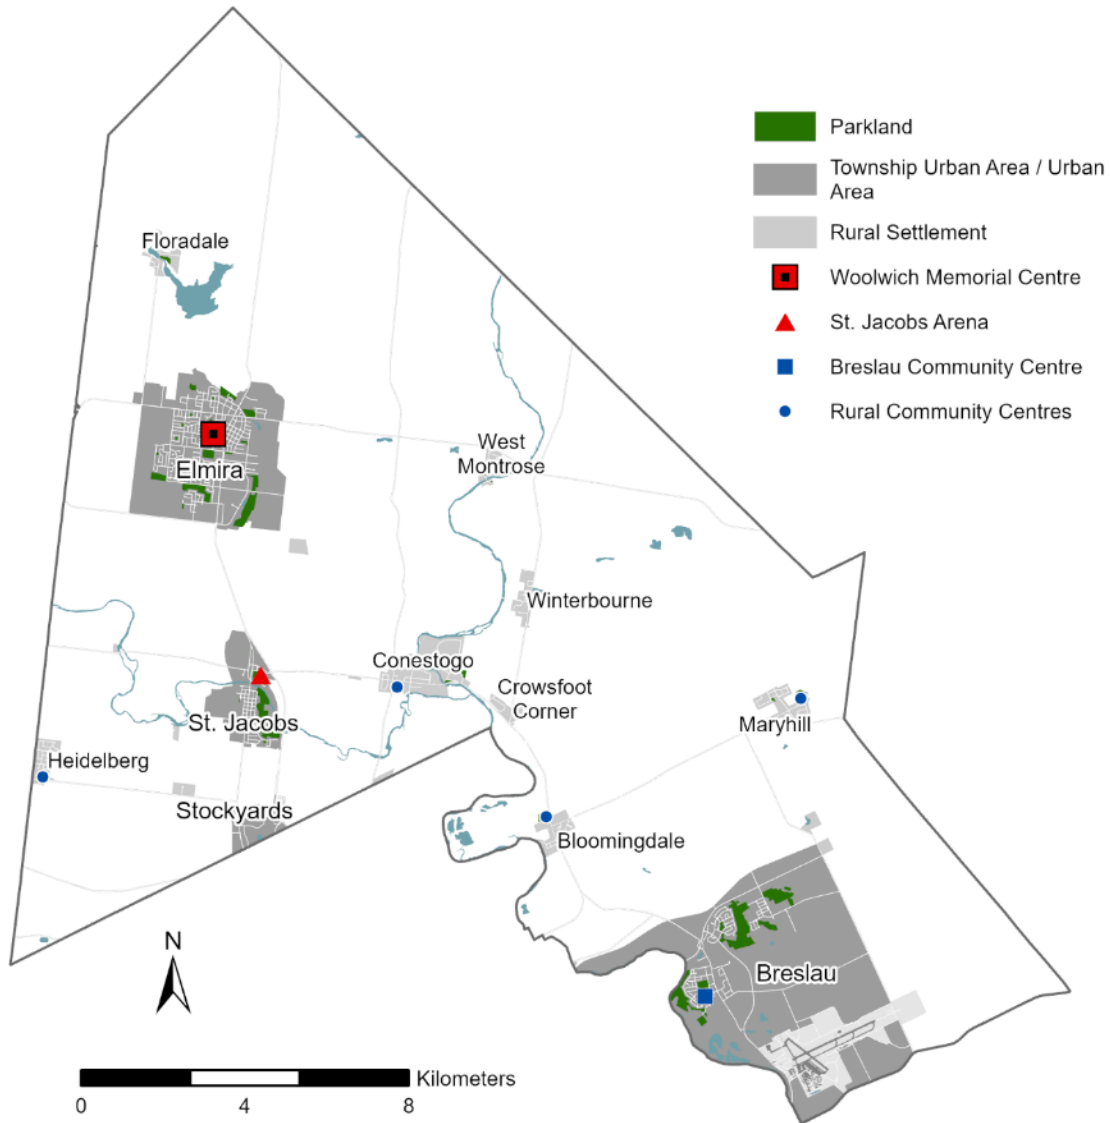 Parkland
Township Urban Area / Urban
Area
Rural Settlement
Woolwich Memorial Centre
St. Jacobs Arena
Breslau Community Centre
Rural Community Centres
Floradale
Elmira
West
Montrose
Winterbourne
Conestogo
Crowsfoot
Corner
St. Jacobs
Maryhill
Heidelberg
Stockyards
Bloomingdale
Breslau
N
Kilometers
0 4 8